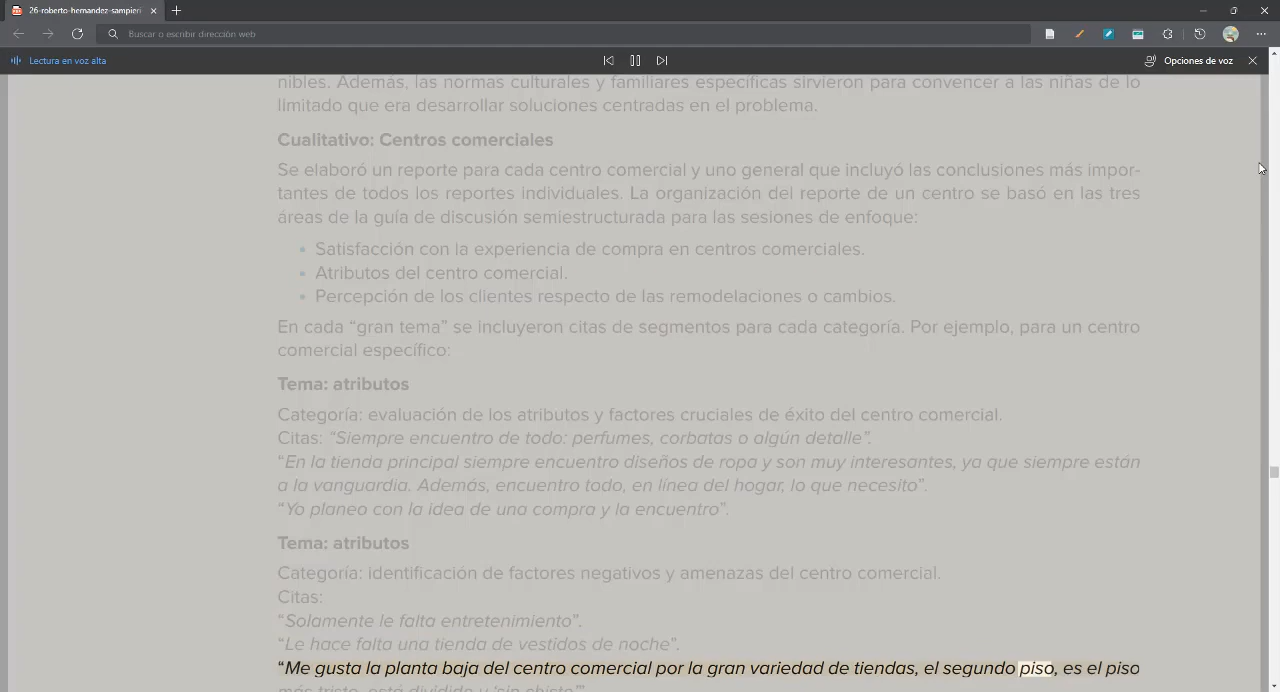 26-roberto-hernandez-sampieri
Buscar o escribir dirección web
Lectura en voz alta
Opciones de voz
nibles. Además, las normas culturales y familiares específicas sirvieron para convencer a las niñas de lo
limitado que era desarrollar soluciones centradas en el problema.
Cualitativo: Centros comerciales
Se elaboró un reporte para cada centro comercial y uno general que incluyó las conclusiones más impor-
tantes de todos los reportes individuales. La organización del reporte de un centro se basó en las tres
áreas de la guía de discusión semiestructurada para las sesiones de enfoque:
• Satisfacción con la experiencia de compra en centros comerciales.
• Atributos del centro comercial.
• Percepción de los clientes respecto de las remodelaciones o cambios.
En cada “gran tema” se incluyeron citas de segmentos para cada categoría. Por ejemplo, para un centro
comercial específico:
Tema: atributos
Categoría: evaluación de los atributos y factores cruciales de éxito del centro comercial.
Citas: “Siempre encuentro de todo: perfumes, corbatas o algún detalle”.
“En la tienda principal siempre encuentro diseños de ropa y son muy interesantes, ya que siempre están
a la vanguardia. Además, encuentro todo, en línea del hogar, lo que necesito”.
“Yo planeo con la idea de una compra y la encuentro”.
Tema: atributos
Categoría: identificación de factores negativos y amenazas del centro comercial.
Citas:
“Solamente le falta entretenimiento”.
“Le hace falta una tienda de vestidos de noche”.
“Me gusta la planta baja del centro comercial por la gran variedad de tiendas, el segundo piso, es el piso
más triste, está dividido y ‘sin chiste’”.